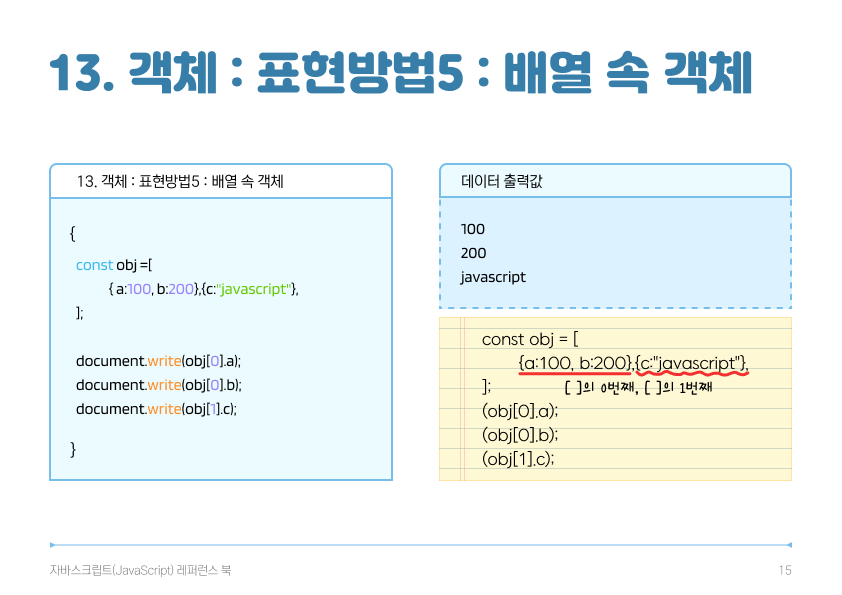 13. 객체 : 표현방법5 : 배열 속 객체
13. 객체 : 표현방법5 : 배열 속 객체
{
const obj =[
{ a:100, b:200},{c:"javascript"},
];
document.write(obj[0].a);
document.write(obj[0].b);
document.write(obj[1].c);
}
데이터 출력값
100
200
javascript
const obj = [
{a:100, b:200},{c:"javascript"},
];
[ ]의 0번째, [ ]의 1번째
(obj[0].a);
(obj[0].b);
(obj[1].c);
자바스크립트(JavaScript) 레퍼런스 북
15